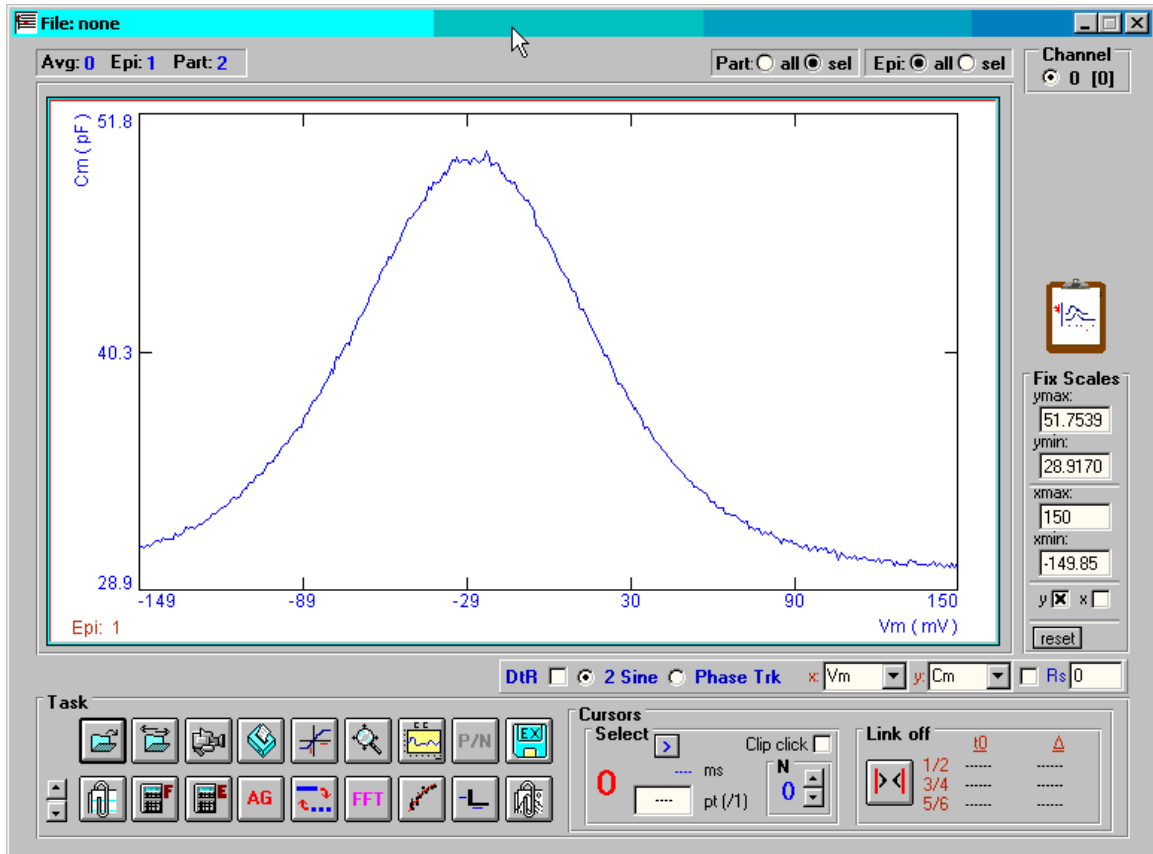 File: none
Avg: 0 Epi: 1 Part: 2
Part: all sel
Epi: all sel
Channel
0 [0]
51.8
Cm ( pF )
40.3
28.9
-149 -89 -29 30 90 150
Epi: 1
Vm ( mV )
Fix Scales
ymax:
51.7539
ymin:
28.9170
xmax:
150
xmin:
-149.85
y x
reset
DtR 2 Sine Phase Trk x: Vm y: Cm Rs 0
Task
C C
P/N
EX
F
E
AG
FFT
Cursors
Select
>
Clip click
0
---- ms
---- pt (/1)
N
0
Link off
t0 Δ
1/2 ------ ------
3/4 ------ ------
5/6 ------ ------